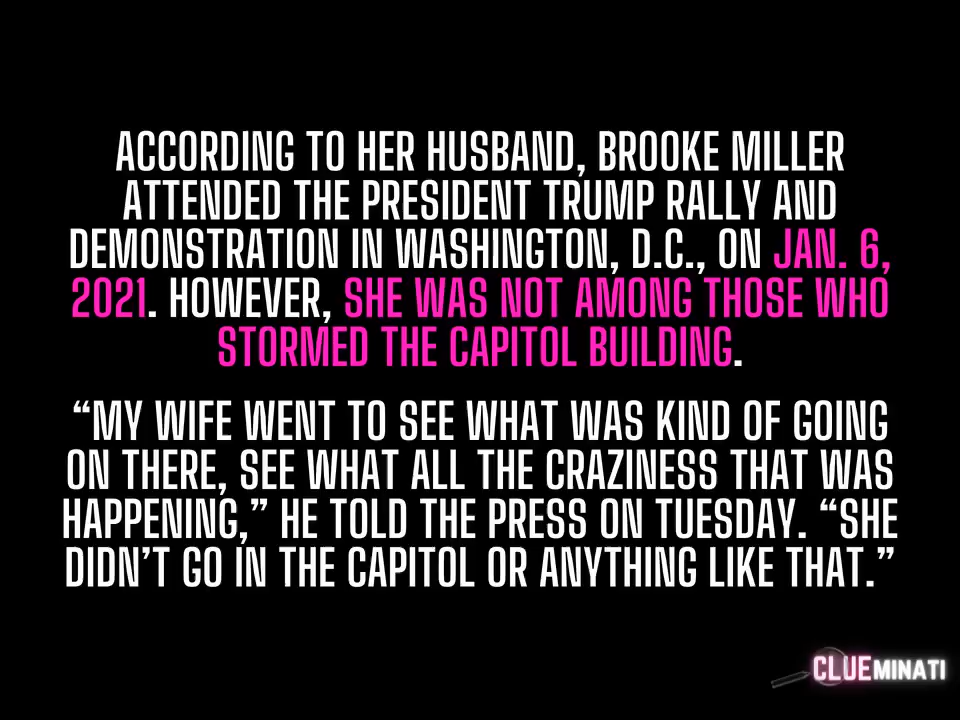 ACCORDING TO HER HUSBAND, BROOKE MILLER
ATTENDED THE PRESIDENT TRUMP RALLY AND
DEMONSTRATION IN WASHINGTON, D.C., ON JAN. 6,
2021. HOWEVER, SHE WAS NOT AMONG THOSE WHO
STORMED THE CAPITOL BUILDING.
“MY WIFE WENT TO SEE WHAT WAS KIND OF GOING
ON THERE, SEE WHAT ALL THE CRAZINESS THAT WAS
HAPPENING,” HE TOLD THE PRESS ON TUESDAY. “SHE
DIDN’T GO IN THE CAPITOL OR ANYTHING LIKE THAT.”
CLUEMINATI